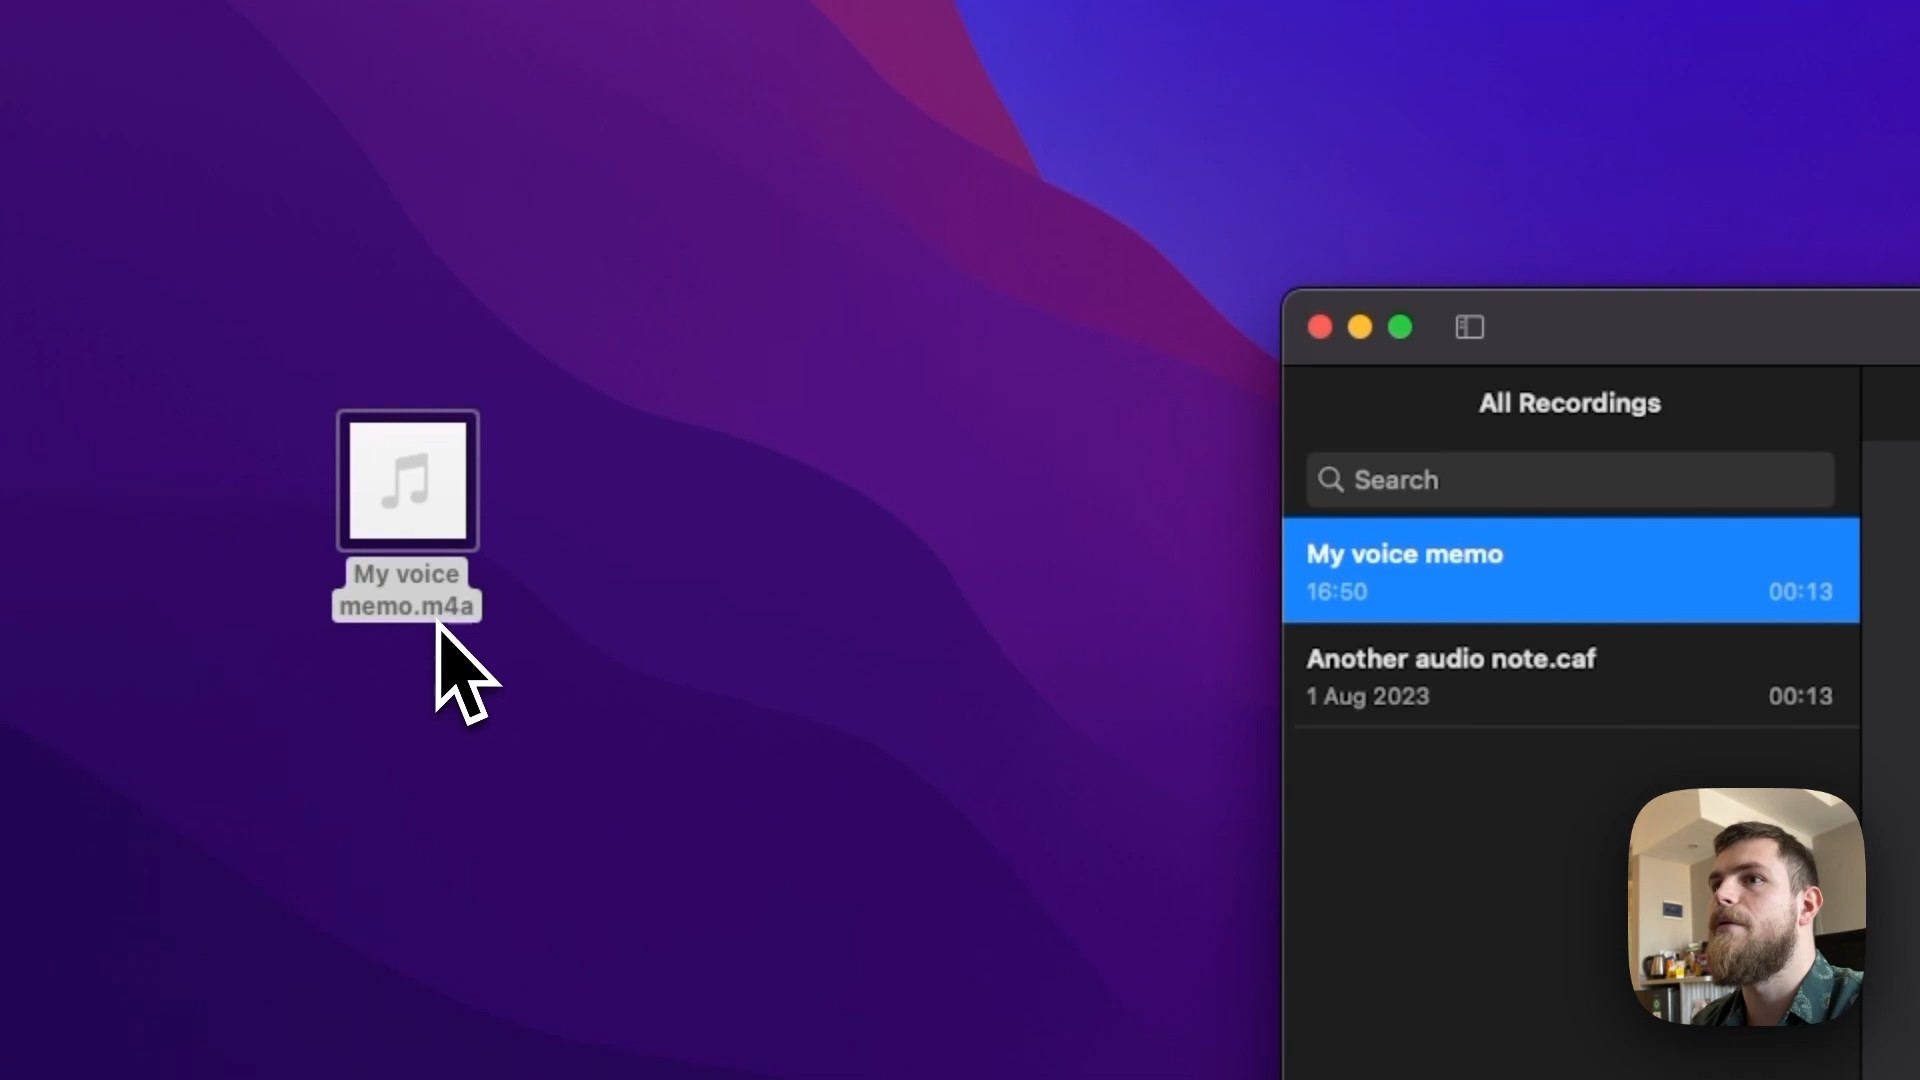 My voice
memo.m4a
All Recordings
Search
My voice memo
16:50 00:13
Another audio note.caf
1 Aug 2023 00:13